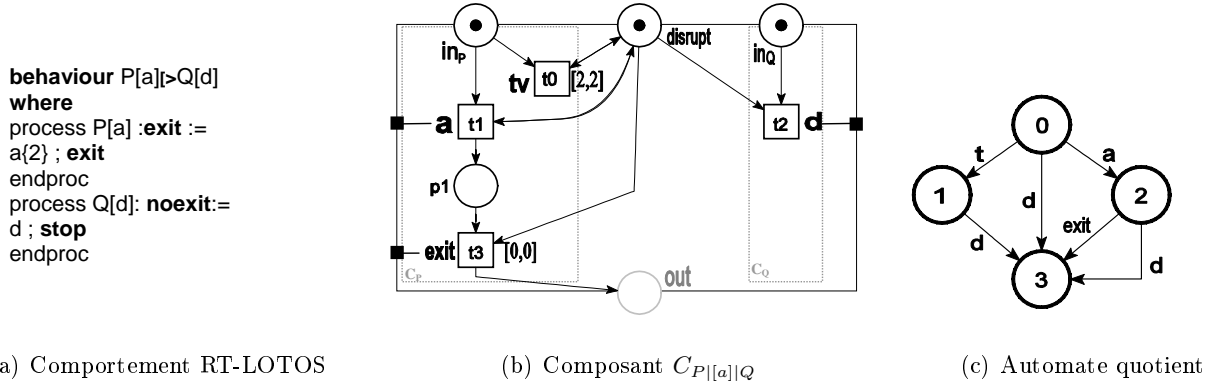 behaviour P[a][>Q[d]
where
process P[a] :exit :=
a{2} ; exit
endproc
process Q[d]: noexit:=
d ; stop
endproc
in_P
disrupt
in_Q
tv t0 [2,2]
a t1
t2 d
p1
exit t3 [0,0]
C_P
C_Q
out
0
t
a
1
d
2
d
exit
d
3
a) Comportement RT-LOTOS
(b) Composant C_{P|[a]|Q}
(c) Automate quotient